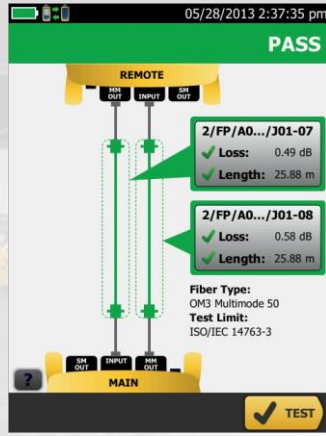 05/28/2013 2:37:35 pm
PASS
REMOTE
MM OUT INPUT SM OUT
2/FP/A0.../J01-07
Loss: 0.49 dB
Length: 25.88 m
2/FP/A0.../J01-08
Loss: 0.58 dB
Length: 25.88 m
Fiber Type:
OM3 Multimode 50
Test Limit:
ISO/IEC 14763-3
SM OUT INPUT MM OUT
?
MAIN
TEST